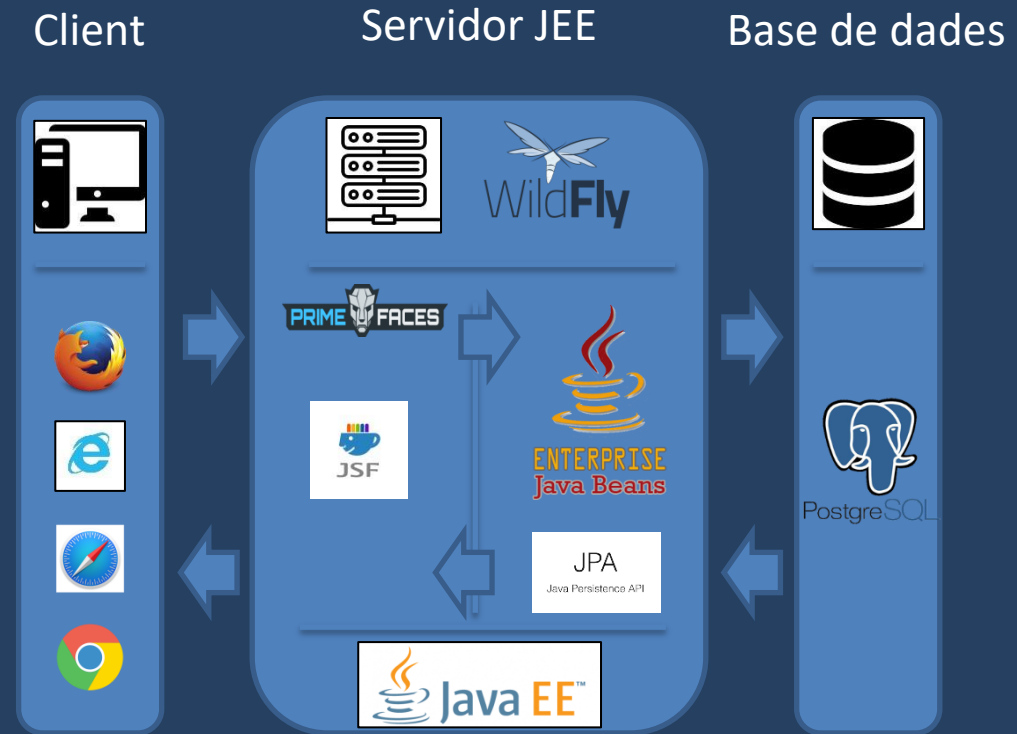 Client
Servidor JEE
Base de dades
WildFly
PRIME FACES
JSF
ENTERPRISE
Java Beans
JPA
Java Persistence API
Java EE™
PostgreSQL